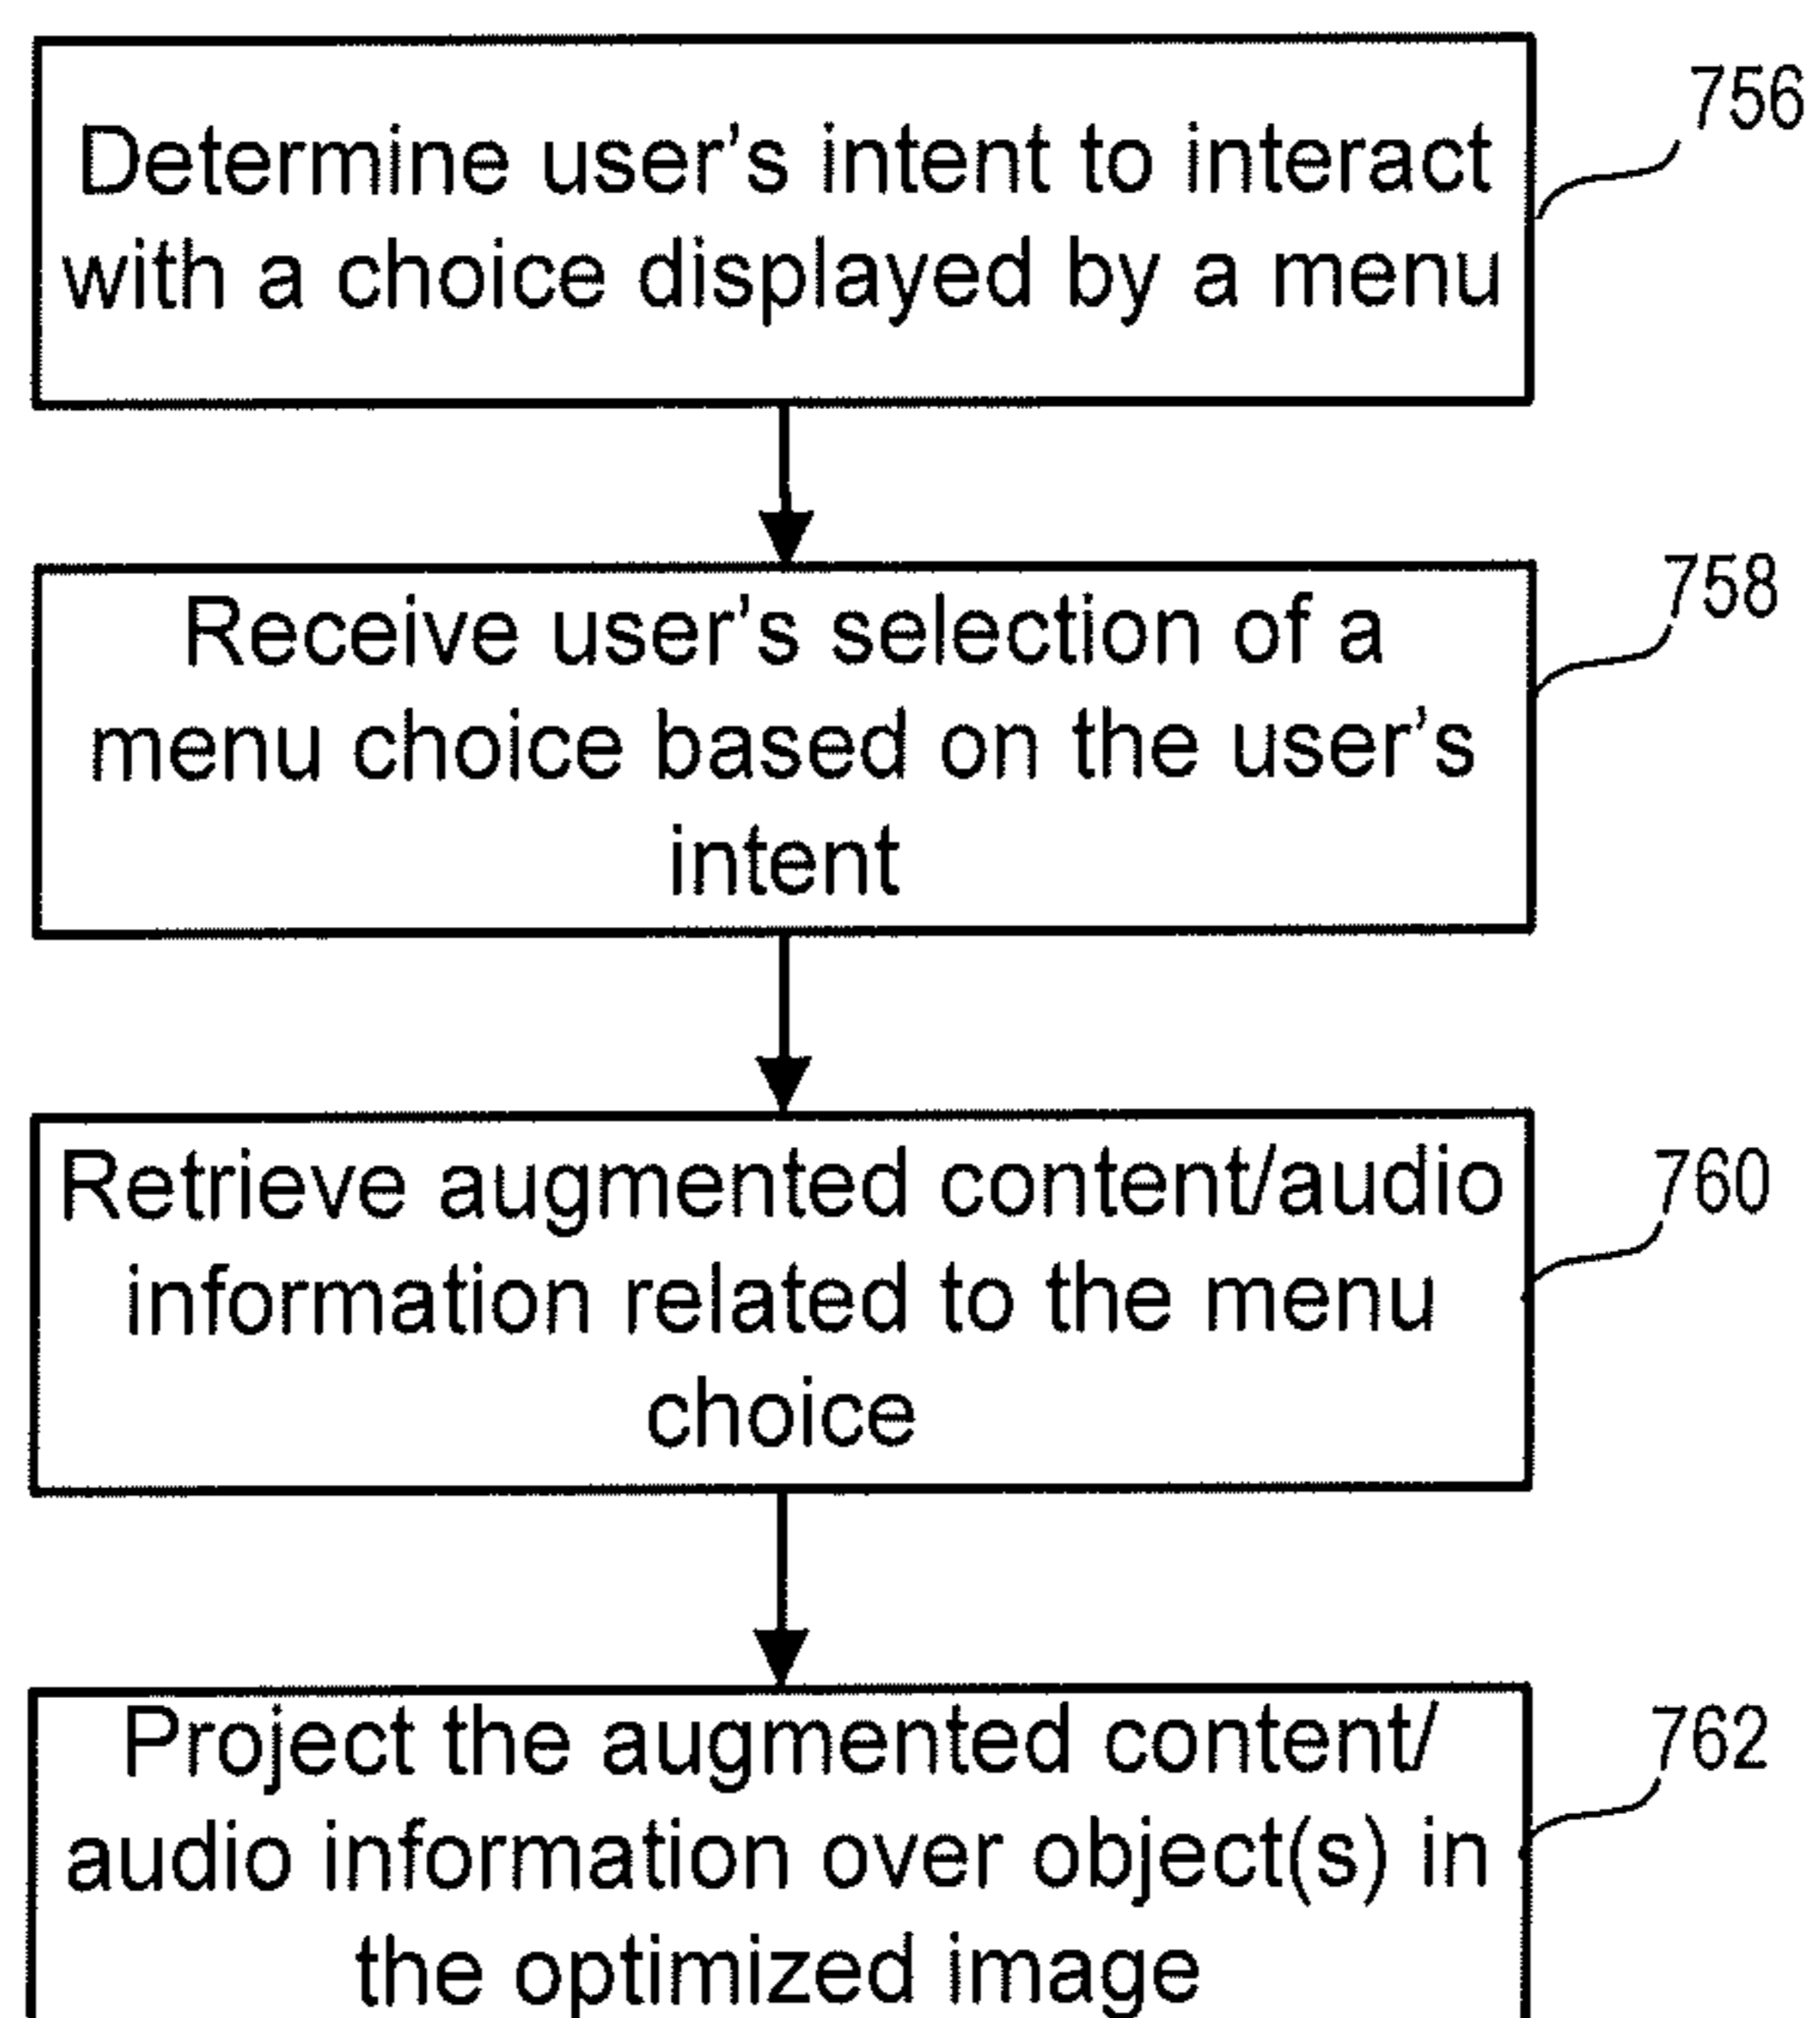 756
Determine user's intent to interact
with a choice displayed by a menu
758
Receive user's selection of a
menu choice based on the user's
intent
760
Retrieve augmented content/audio
information related to the menu
choice
762
Project the augmented content/
audio information over object(s) in
the optimized image